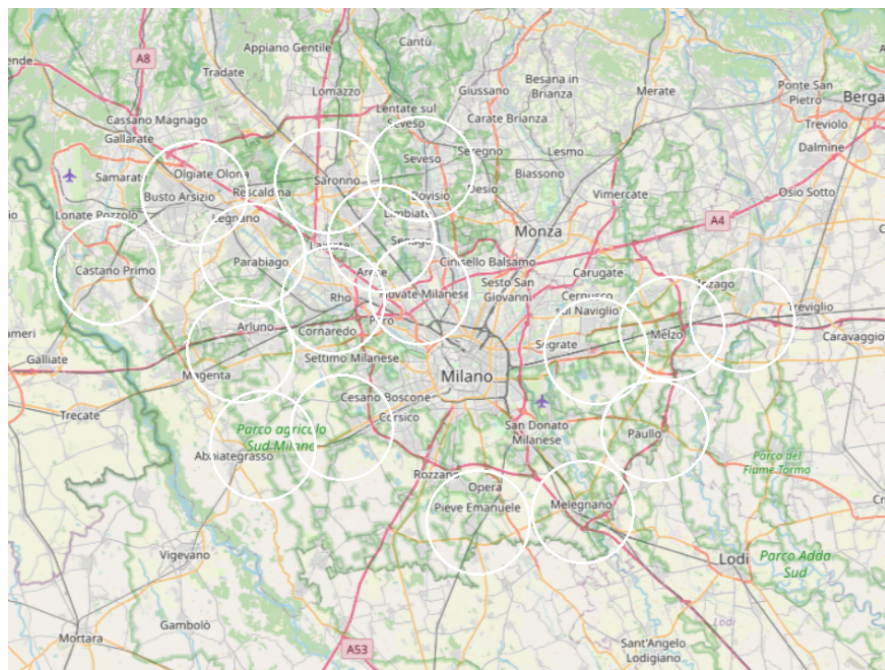 Appiano Gentile
Cantù
A8
Besana in
Brianza
Merate
Ponte San
Pietro
Tradate
Lomazzo
Giussano
Berga
Lentate sul
Seveso
Carate Brianza
Cassano Magnago
Gallarate
Treviolo
Dalmine
Seveso
Seregno
Lesmo
Olgiate Olona
Samarate
Saronno
Biassono
Rescaldina
Desio
Bovisio
Vimercate
Osio Sotto
Busto Arsizio
Lonate Pozzolo
Legnano
Limbiate
A4
Monza
Senago
Lainate
Cinisello Balsamo
Parabiago
Castano Primo
Arese
Carugate
Sesto San
Giovanni
Rho
Novate Milanese
Cernusco
sul Naviglio
Treviglio
Pero
Arluno
Cornaredo
Melzo
Caravaggio
Segrate
Galliate
Settimo Milanese
Magenta
Milano
Cesano Boscone
Corsico
Trecate
Parco agricolo
Sud Milano
San Donato
Milanese
Paullo
Abbiategrasso
Parco del
Fiume Tormo
Rozzano
Opera
Pieve Emanuele
Melegnano
Vigevano
Lodi
Parco Adda
Sud
Gambolò
Lodi
Mortara
A53
Sant'Angelo
Lodigiano